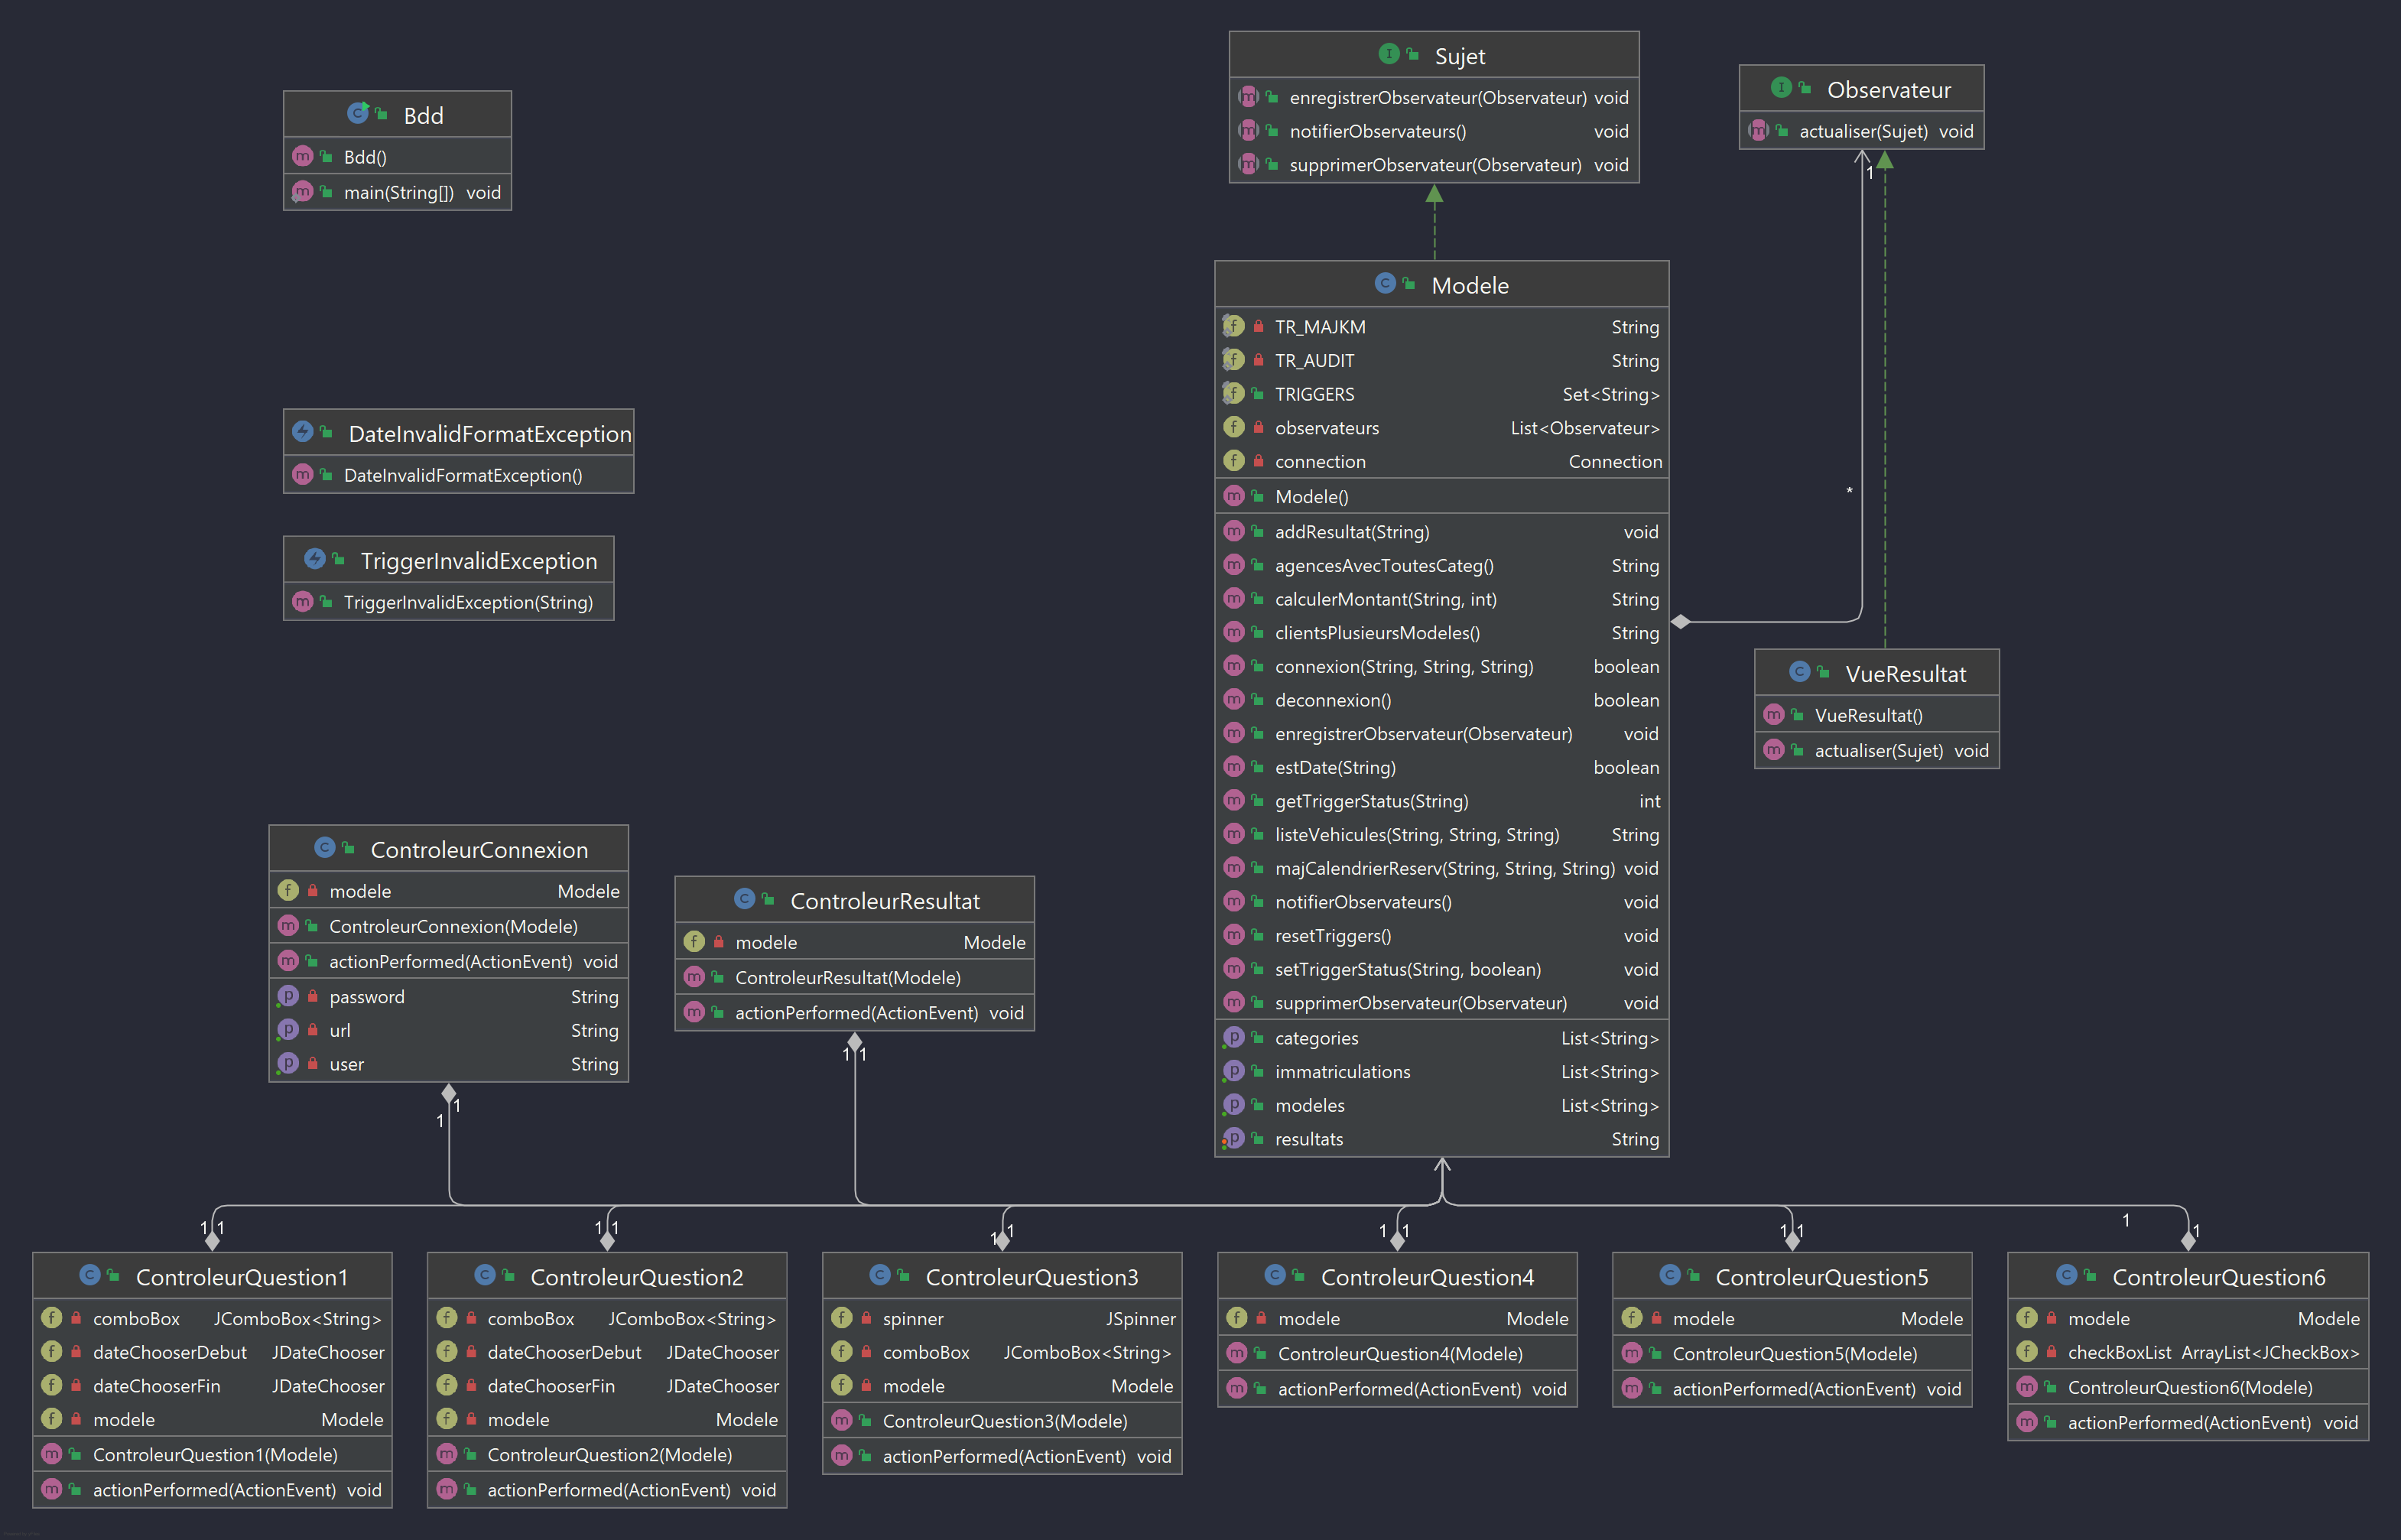 Sujet
enregistrerObservateur(Observateur) void
notifierObservateurs() void
supprimerObservateur(Observateur) void
Observateur
actualiser(Sujet) void
1
*
Bdd
Bdd()
main(String[]) void
DateInvalidFormatException
DateInvalidFormatException()
TriggerInvalidException
TriggerInvalidException(String)
Modele
TR_MAJKM String
TR_AUDIT String
TRIGGERS Set<String>
observateurs List<Observateur>
connection Connection
Modele()
addResultat(String) void
agencesAvecToutesCateg() String
calculerMontant(String, int) String
clientsPlusieursModeles() String
connexion(String, String, String) boolean
deconnexion() boolean
enregistrerObservateur(Observateur) void
estDate(String) boolean
getTriggerStatus(String) int
listeVehicules(String, String, String) String
majCalendrierReserv(String, String, String) void
notifierObservateurs() void
resetTriggers() void
setTriggerStatus(String, boolean) void
supprimerObservateur(Observateur) void
categories List<String>
immatriculations List<String>
modeles List<String>
resultats String
VueResultat
VueResultat()
actualiser(Sujet) void
ControleurConnexion
modele Modele
ControleurConnexion(Modele)
actionPerformed(ActionEvent) void
password String
url String
user String
1
1
ControleurResultat
modele Modele
ControleurResultat(Modele)
actionPerformed(ActionEvent) void
1 1
1 1
ControleurQuestion1
comboBox JComboBox<String>
dateChooserDebut JDateChooser
dateChooserFin JDateChooser
modele Modele
ControleurQuestion1(Modele)
actionPerformed(ActionEvent) void
1 1
ControleurQuestion2
comboBox JComboBox<String>
dateChooserDebut JDateChooser
dateChooserFin JDateChooser
modele Modele
ControleurQuestion2(Modele)
actionPerformed(ActionEvent) void
1 1
ControleurQuestion3
spinner JSpinner
comboBox JComboBox<String>
modele Modele
ControleurQuestion3(Modele)
actionPerformed(ActionEvent) void
1 1
ControleurQuestion4
modele Modele
ControleurQuestion4(Modele)
actionPerformed(ActionEvent) void
1 1
ControleurQuestion5
modele Modele
ControleurQuestion5(Modele)
actionPerformed(ActionEvent) void
1 1
ControleurQuestion6
modele Modele
checkBoxList ArrayList<JCheckBox>
ControleurQuestion6(Modele)
actionPerformed(ActionEvent) void